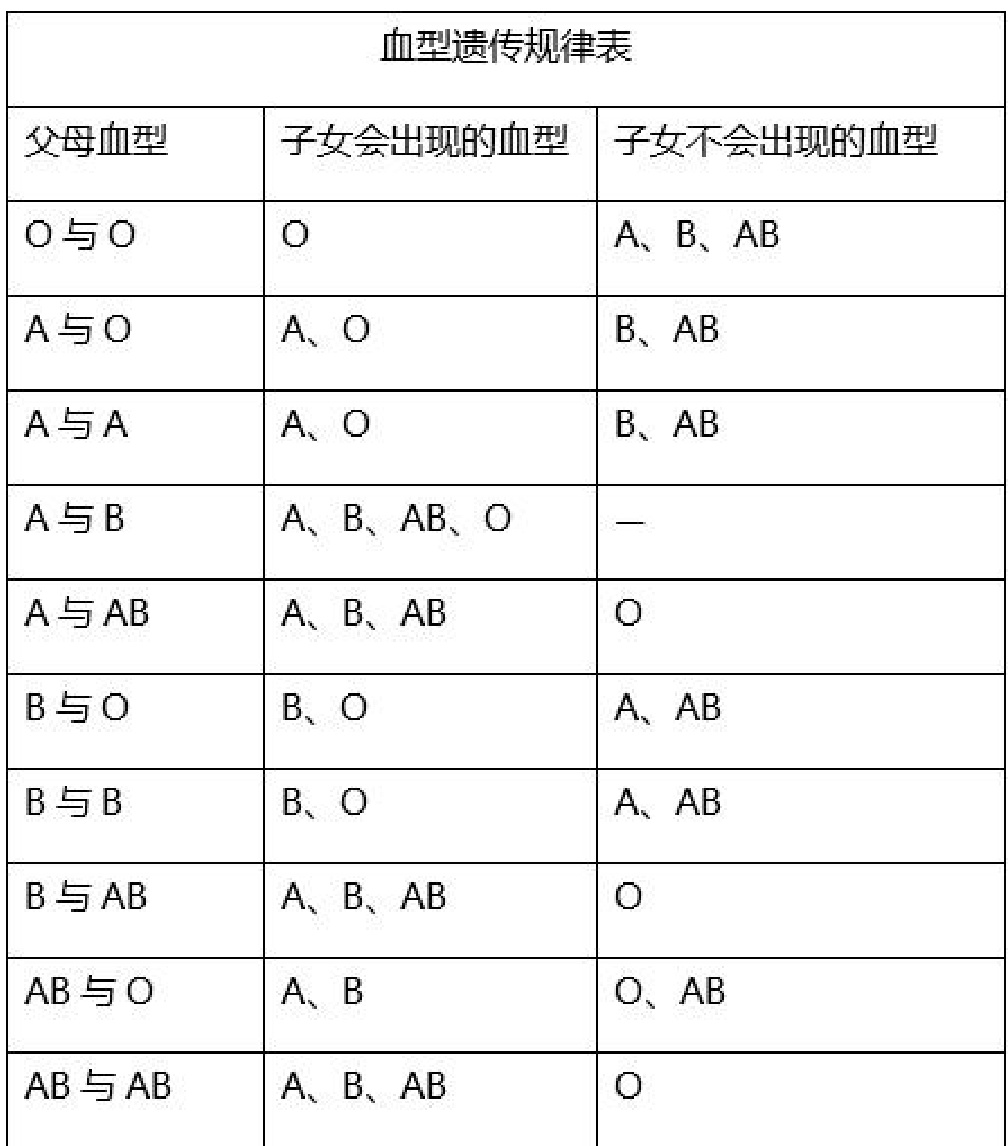 血型遗传规律表
父母血型 子女会出现的血型 子女不会出现的血型
O 与 O O A、B、AB
A 与 O A、O B、AB
A 与 A A、O B、AB
A 与 B A、B、AB、O —
A 与 AB A、B、AB O
B 与 O B、O A、AB
B 与 B B、O A、AB
B 与 AB A、B、AB O
AB 与 O A、B O、AB
AB 与 AB A、B、AB O